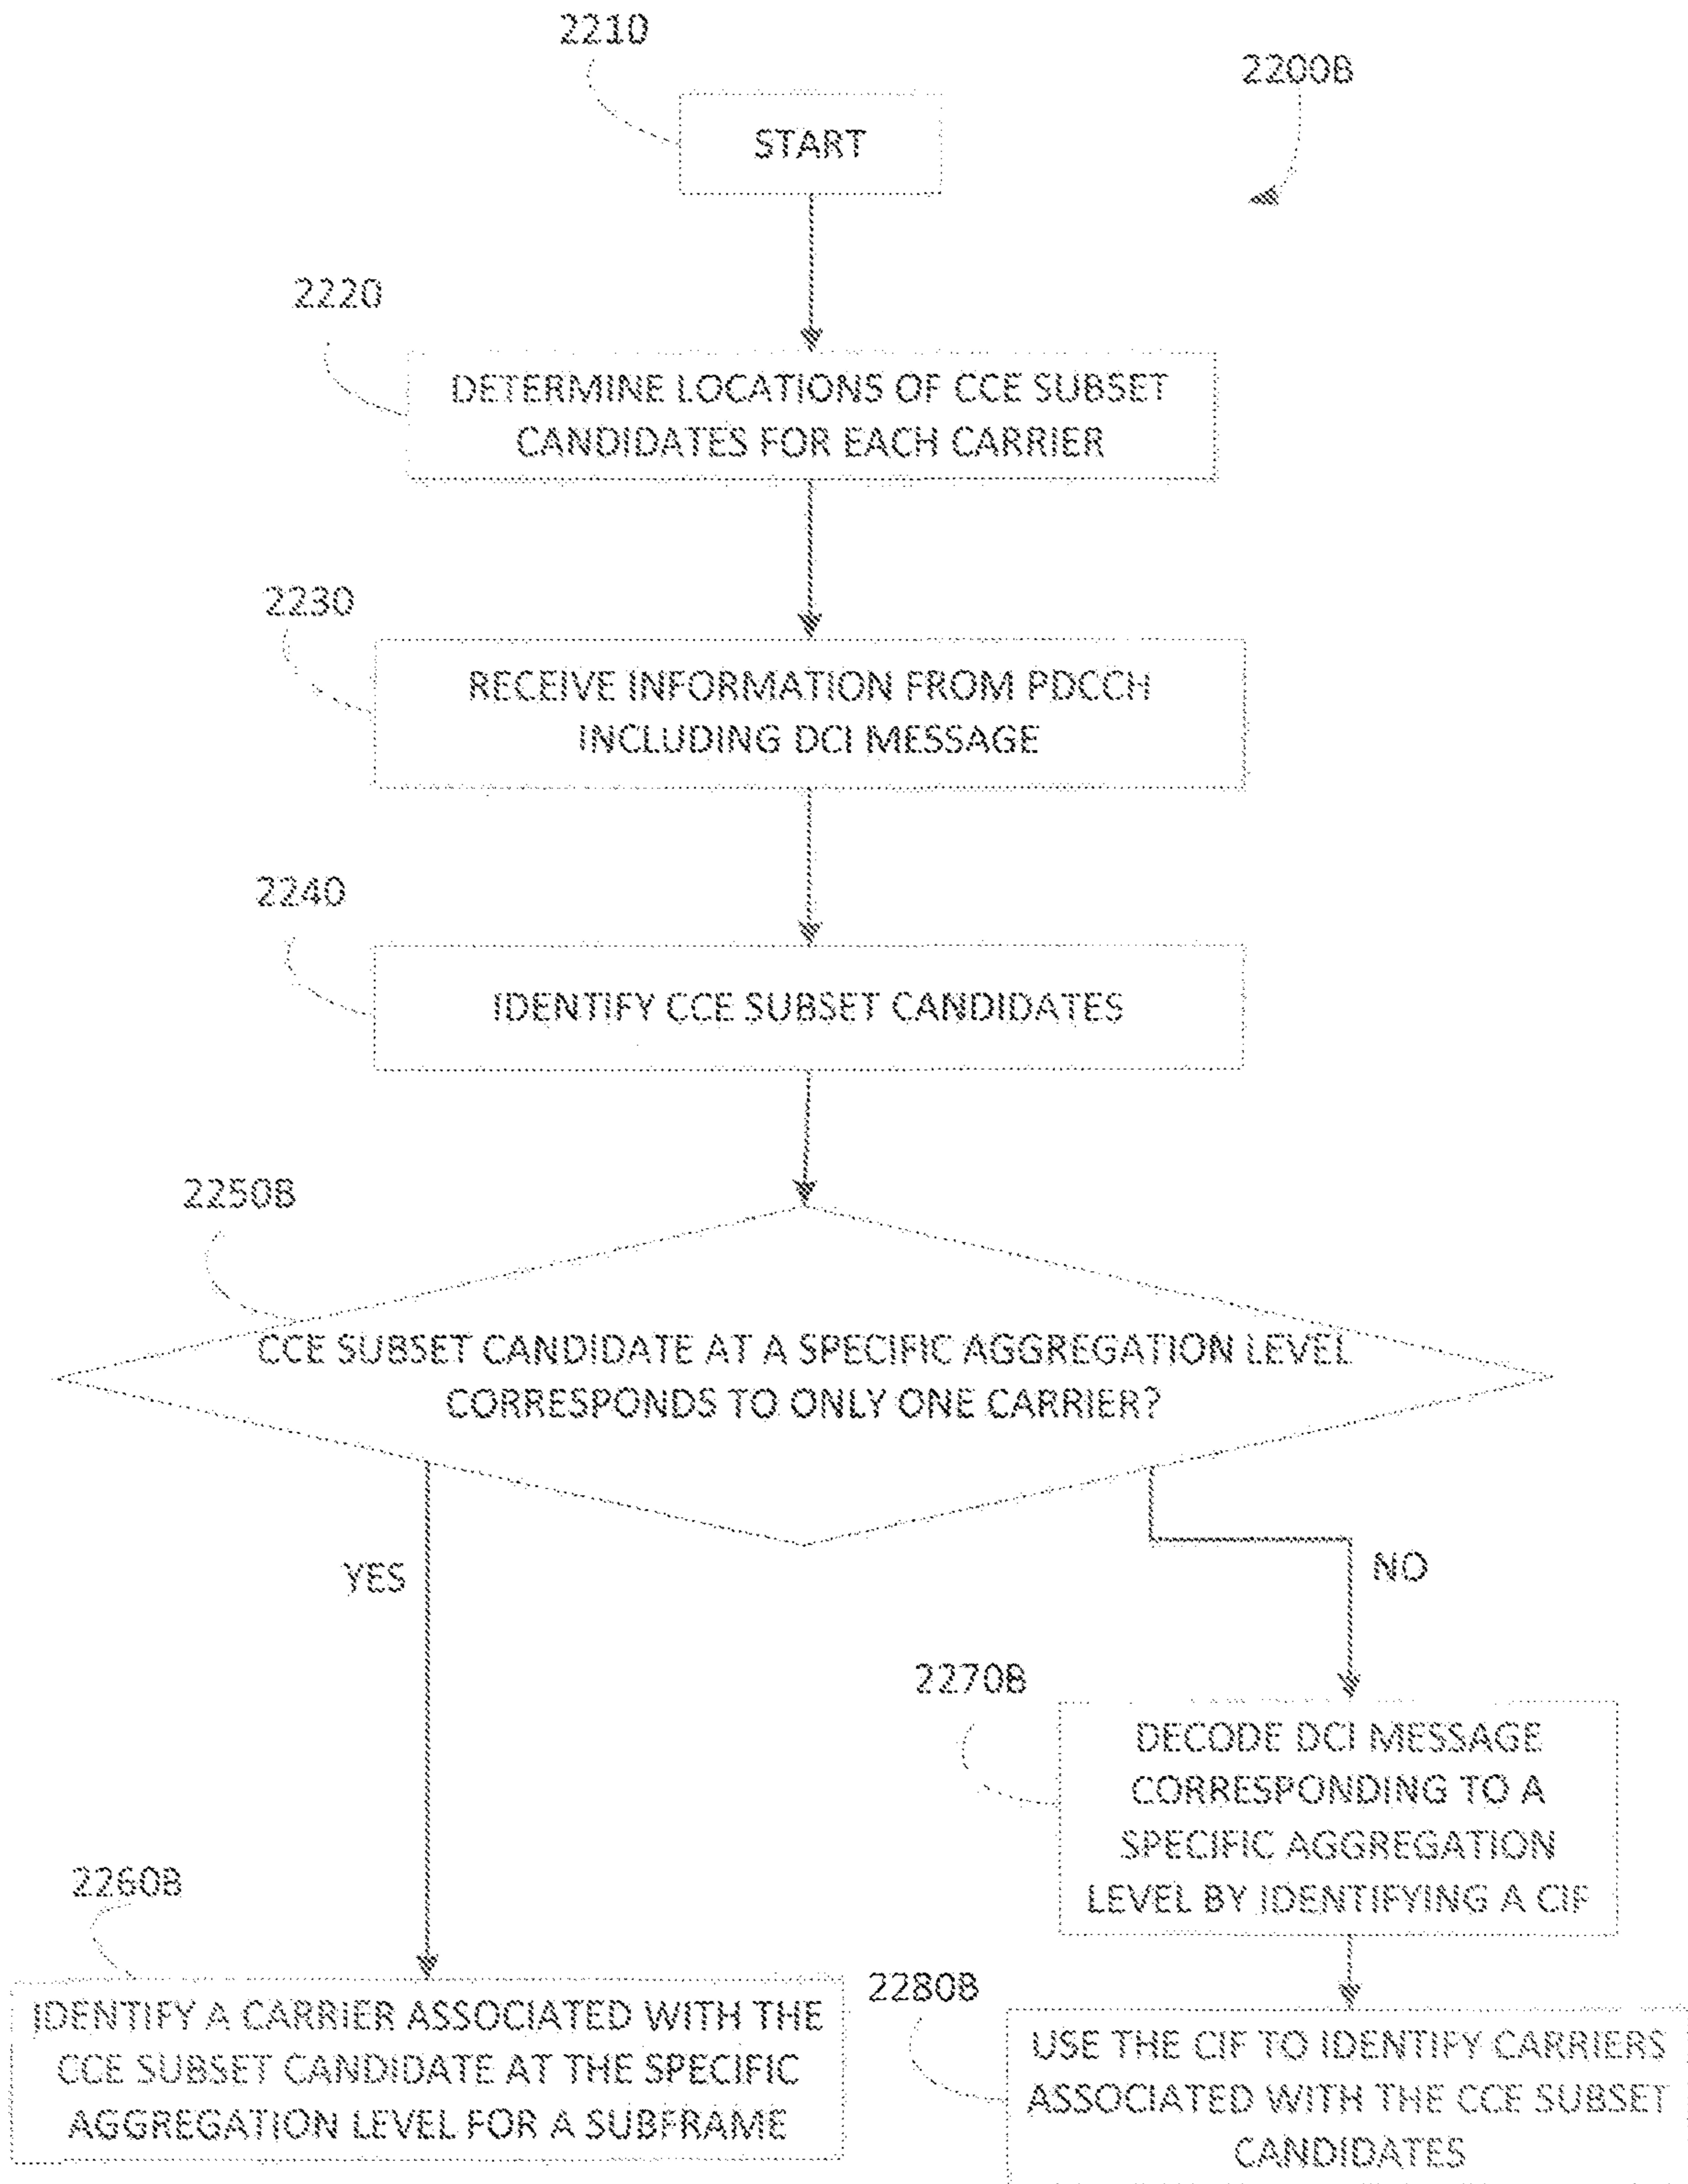 2210
2200B
START
2220
DETERMINE LOCATIONS OF CCE SUBSET
CANDIDATES FOR EACH CARRIER
2230
RECEIVE INFORMATION FROM PDCCH
INCLUDING DCI MESSAGE
2240
IDENTIFY CCE SUBSET CANDIDATES
2250B
CCE SUBSET CANDIDATE AT A SPECIFIC AGGREGATION LEVEL
CORRESPONDS TO ONLY ONE CARRIER?
YES
NO
2270B
DECODE DCI MESSAGE
CORRESPONDING TO A
SPECIFIC AGGREGATION
LEVEL BY IDENTIFYING A CIF
2260B
IDENTIFY A CARRIER ASSOCIATED WITH THE
CCE SUBSET CANDIDATE AT THE SPECIFIC
AGGREGATION LEVEL FOR A SUBFRAME
2280B
USE THE CIF TO IDENTIFY CARRIERS
ASSOCIATED WITH THE CCE SUBSET
CANDIDATES